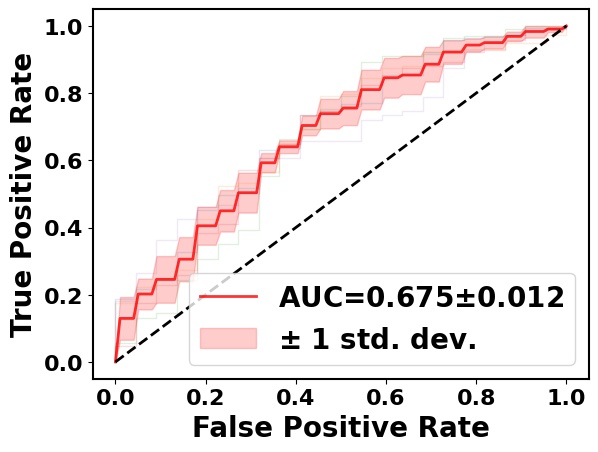 True Positive Rate
1.0
0.8
0.6
0.4
0.2
0.0
AUC=0.675±0.012
± 1 std. dev.
0.0 0.2 0.4 0.6 0.8 1.0
False Positive Rate